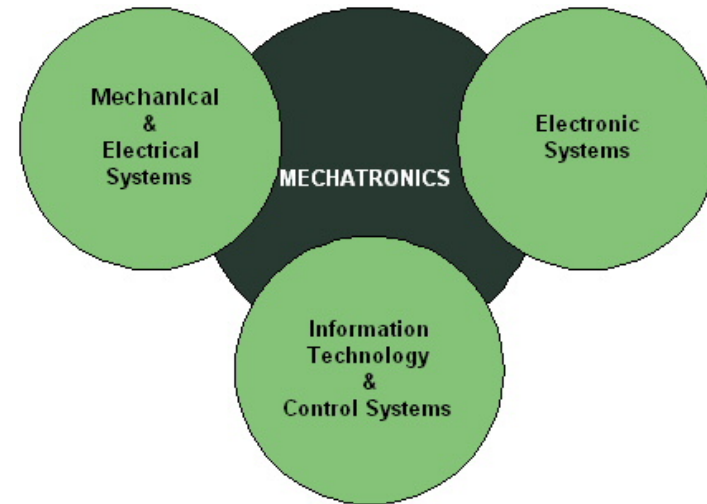 Mechanical
&
Electrical
Systems
Electronic
Systems
MECHATRONICS
Information
Technology
&
Control Systems